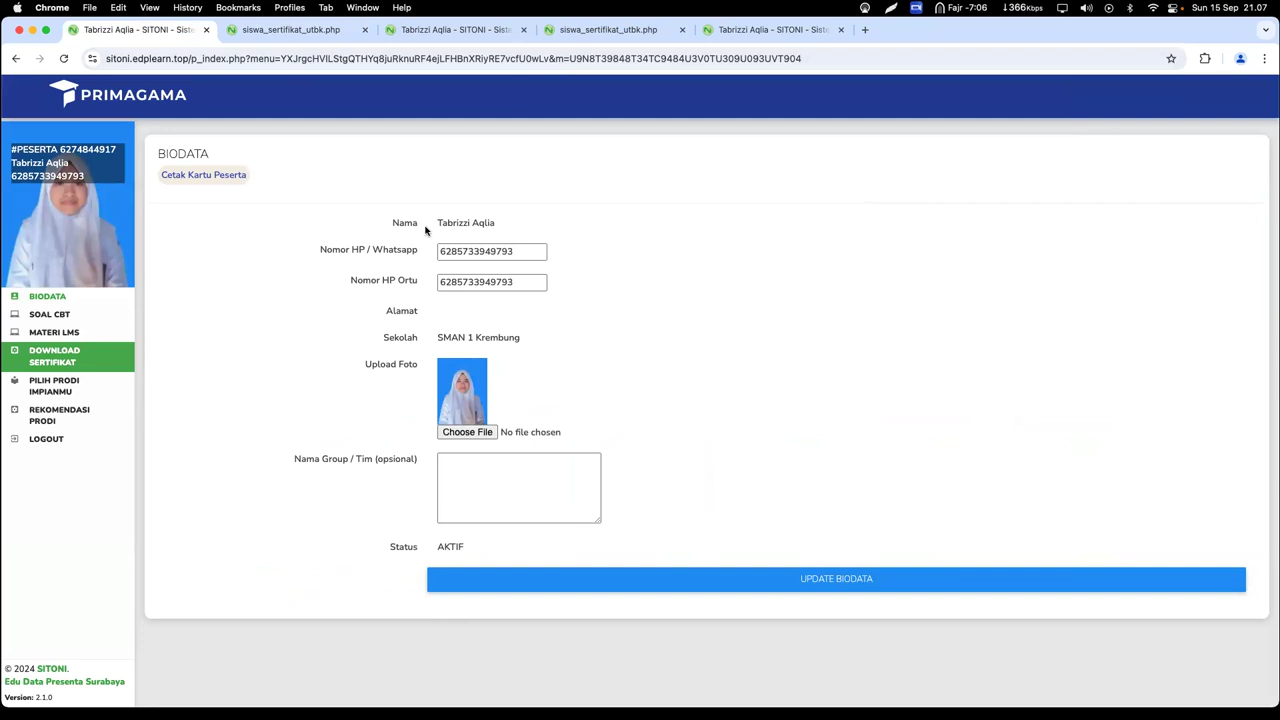 Chrome File Edit View History Bookmarks Profiles Tab Window Help
Fajr -7:06 366Kbps Sun 15 Sep 21.07
Tabrizzi Aqlia - SITONI - Siste siswa_sertifikat_utbk.php Tabrizzi Aqlia - SITONI - Siste siswa_sertifikat_utbk.php Tabrizzi Aqlia - SITONI - Siste
sitoni.edplearn.top/p_index.php?menu=YXJrgcHVILStgQTHYq8juRknuRF4ejLFHBnXRiyRE7vcfU0wLv&m=U9N8T39848T34TC9484U3V0TU309U093UVT904
PRIMAGAMA
#PESERTA 6274844917
Tabrizzi Aqlia
6285733949793
BIODATA
SOAL CBT
MATERI LMS
DOWNLOAD
SERTIFIKAT
PILIH PRODI
IMPIANMU
REKOMENDASI
PRODI
LOGOUT
© 2024 SITONI.
Edu Data Presenta Surabaya
Version: 2.1.0
BIODATA
Cetak Kartu Peserta
Nama Tabrizzi Aqlia
Nomor HP / Whatsapp 6285733949793
Nomor HP Ortu 6285733949793
Alamat
Sekolah SMAN 1 Krembung
Upload Foto
Choose File No file chosen
Nama Group / Tim (opsional)
Status AKTIF
UPDATE BIODATA